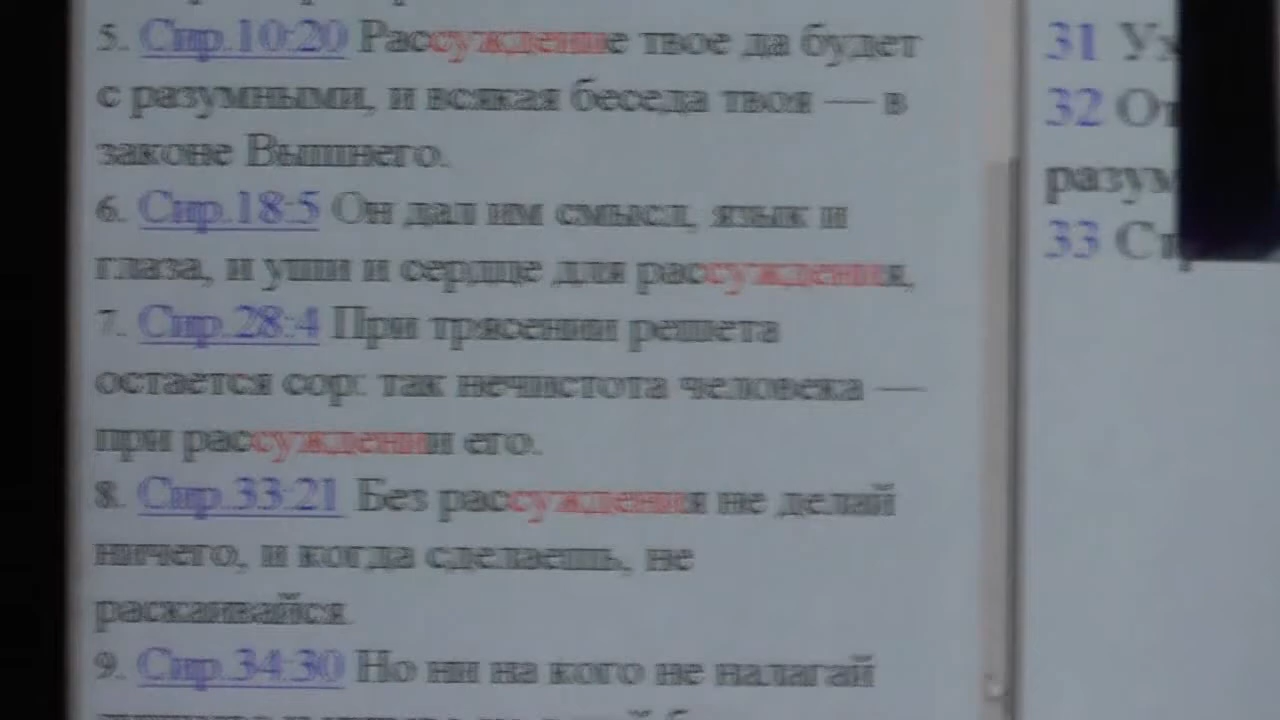 5. Сир.10:20 Рассуждение твое да будет
с разумными, и всякая беседа твоя — в
законе Вышнего.
6. Сир.18:5 Он дал им смысл, язык и
глаза, и уши и сердце для рассуждения,
7. Сир.28:4 При трясении решета
остается сор: так нечистота человека —
при рассуждении его.
8. Сир.33:21 Без рассуждения не делай
ничего, и когда сделаешь, не
раскаивайся.
9. Сир.34:30 Но ни на кого не налагай
31
32
33